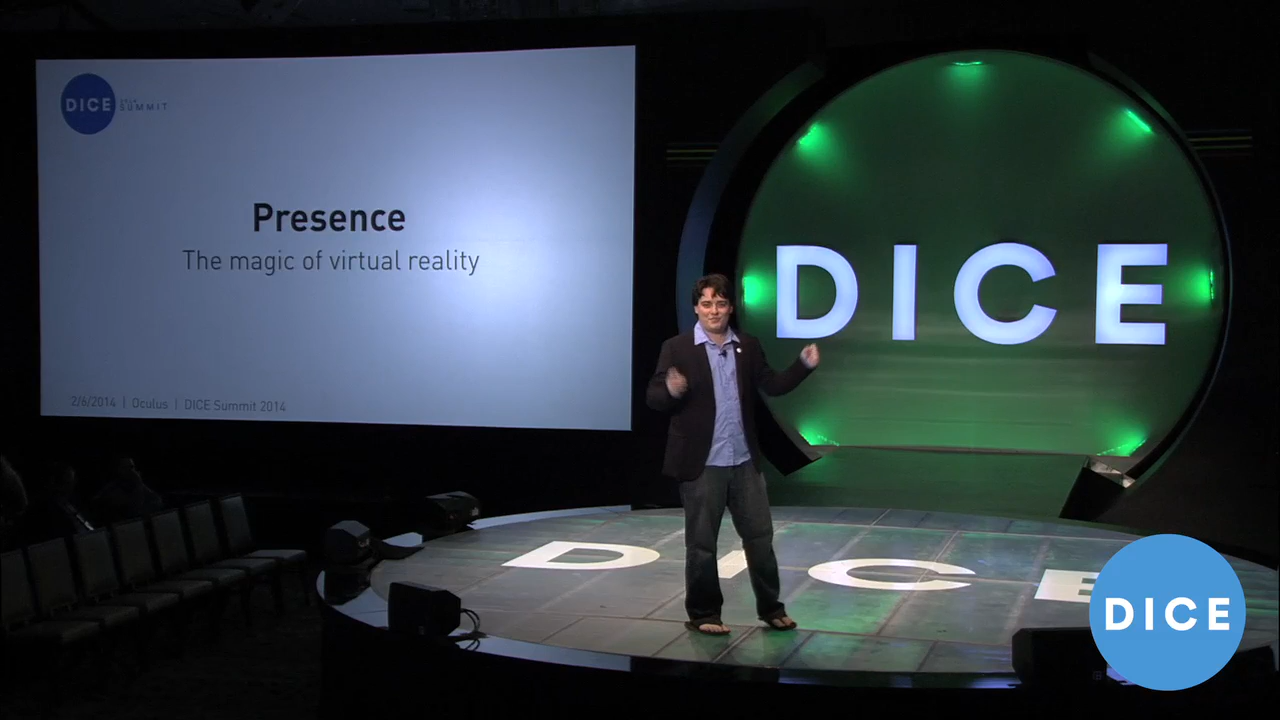 DICE
SUMMIT
Presence
The magic of virtual reality
2/6/2014 | Oculus | DICE Summit 2014
DICE
DICE
DICE